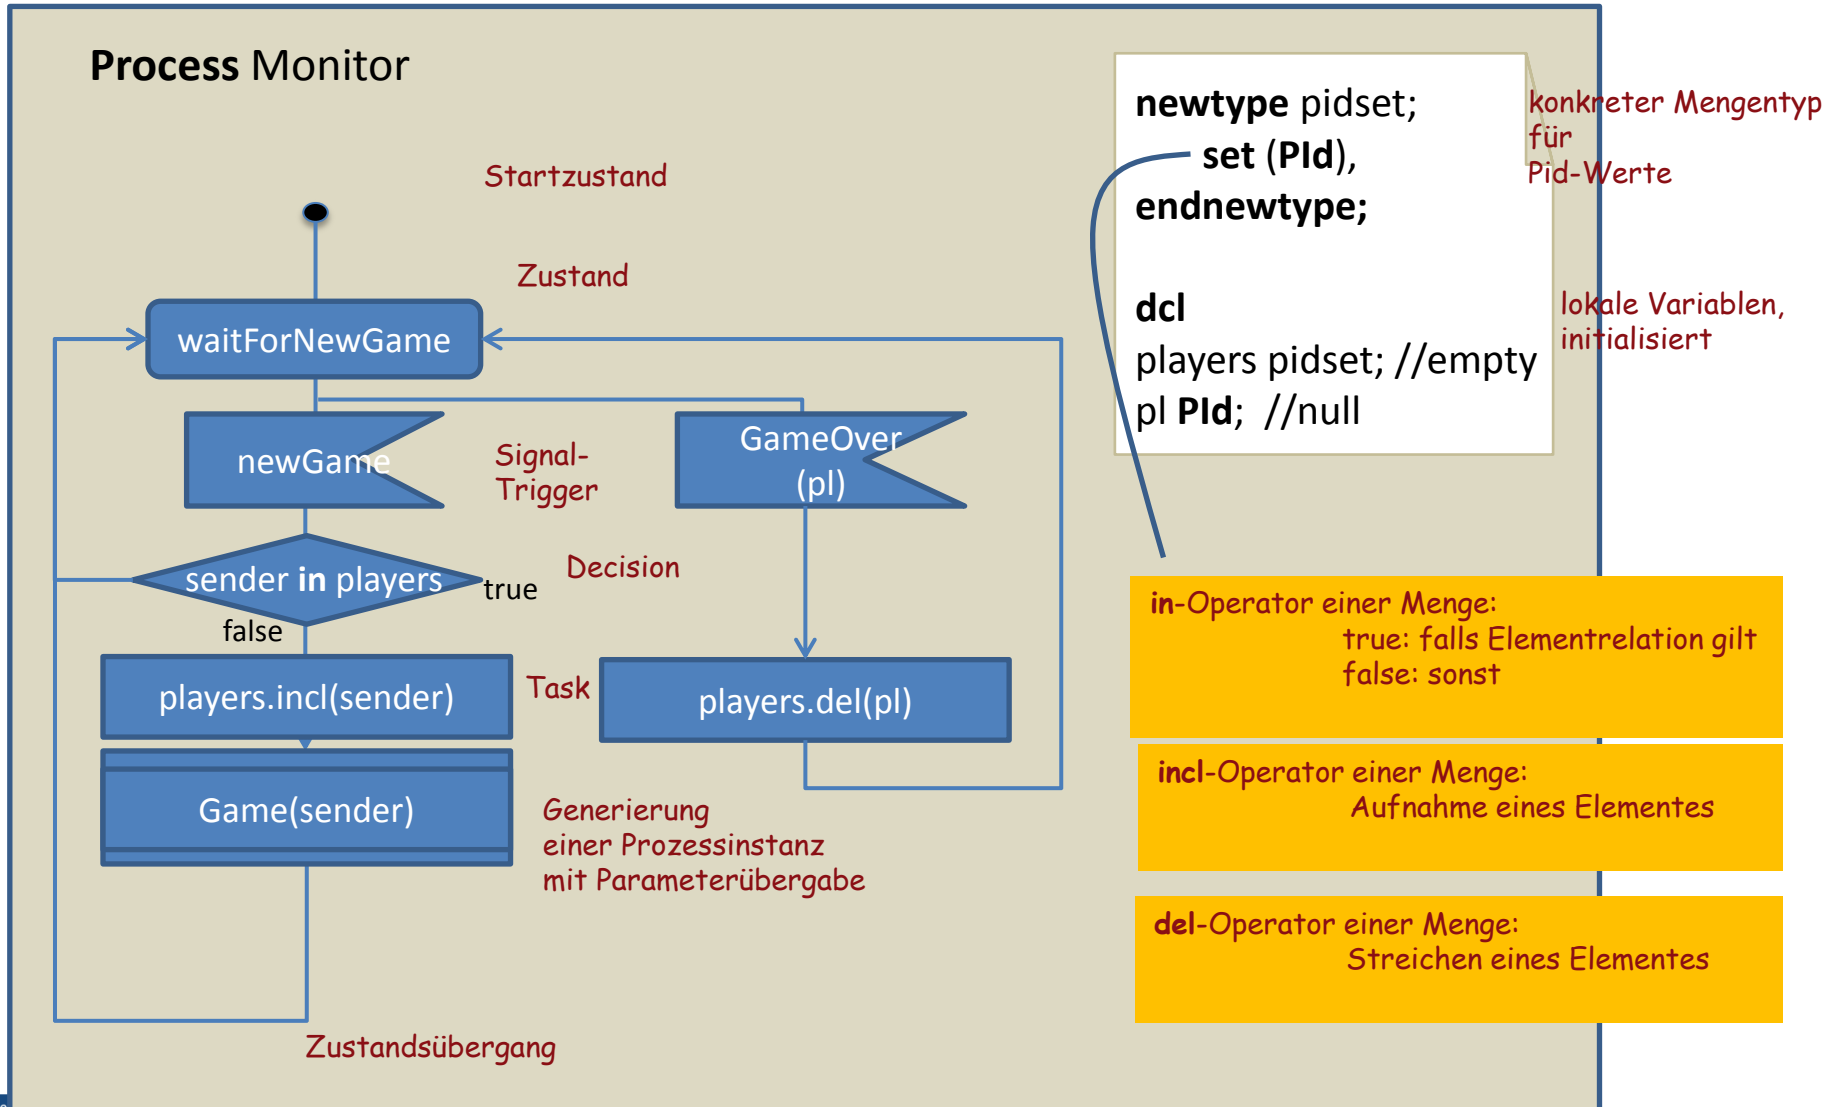 Process Monitor
Startzustand
Zustand
waitForNewGame
newGame
Signal-
Trigger
GameOver
(pl)
sender in players
true
Decision
false
players.incl(sender)
Task
players.del(pl)
Game(sender)
Generierung
einer Prozessinstanz
mit Parameterübergabe
Zustandsübergang
newtype pidset;
set (PId),
endnewtype;
dcl
players pidset; //empty
pl PId; //null
konkreter Mengentyp
für
Pid-Werte
lokale Variablen,
initialisiert
in-Operator einer Menge:
true: falls Elementrelation gilt
false: sonst
incl-Operator einer Menge:
Aufnahme eines Elementes
del-Operator einer Menge:
Streichen eines Elementes